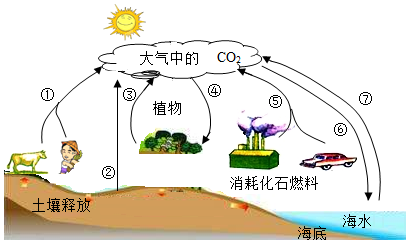 大气中的 CO₂
①
③
植物
④
⑤
⑦
⑥
②
消耗化石燃料
土壤释放
海水
海底